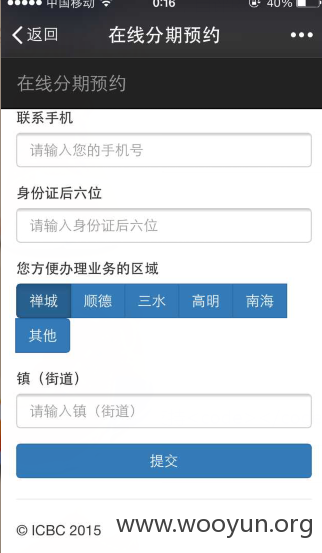 中国移动 0:16 40%
返回 在线分期预约
在线分期预约
联系手机
请输入您的手机号
身份证后六位
请输入身份证后六位
您方便办理业务的区域
禅城 顺德 三水 高明 南海
其他
镇（街道）
请输入镇（街道）
提交
© ICBC 2015
www.wooyun.org